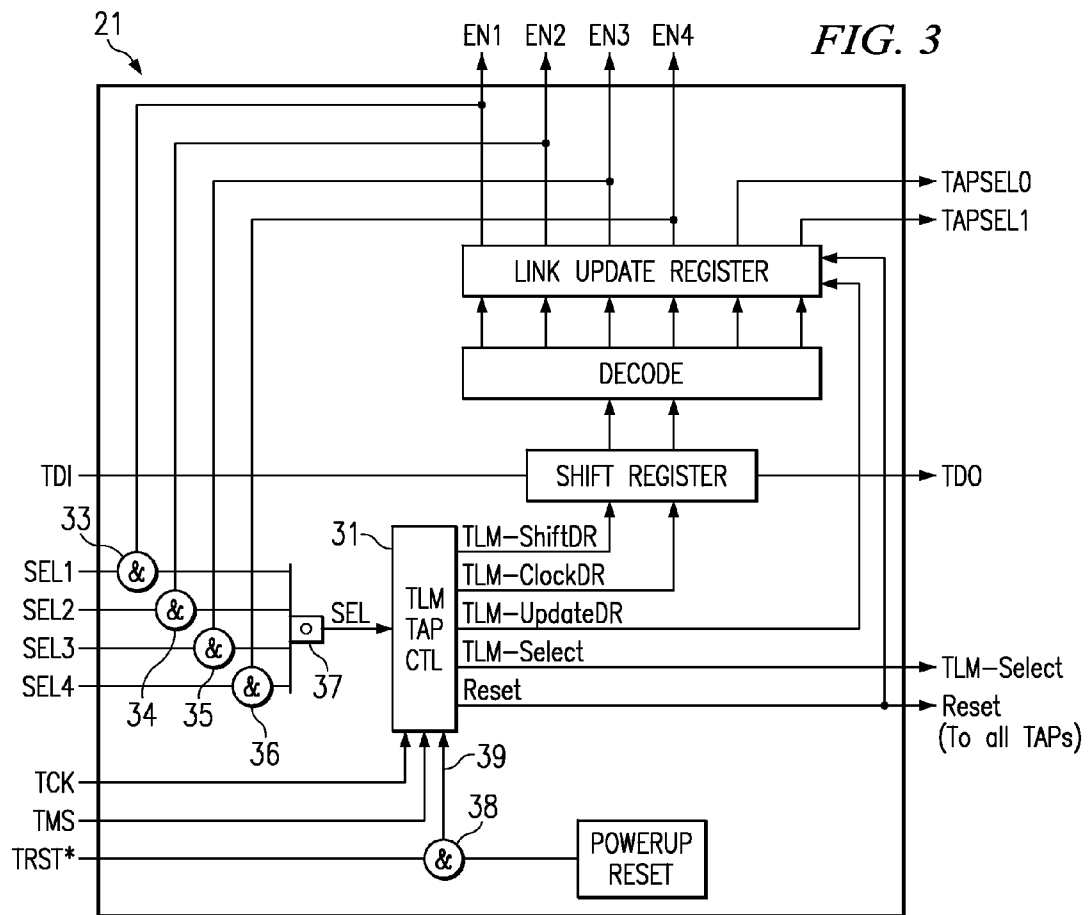 21
EN1 EN2 EN3 EN4
FIG. 3
TAPSEL0
TAPSEL1
LINK UPDATE REGISTER
DECODE
TDI
SHIFT REGISTER
TDO
33
SEL1 &
SEL2 &
SEL3 &
SEL4 &
34
35
36
SEL
37
31
TLM
TAP
CTL
TLM-ShiftDR
TLM-ClockDR
TLM-UpdateDR
TLM-Select
Reset
TLM-Select
Reset
(To all TAPs)
39
TCK
TMS
TRST*
38
&
POWERUP
RESET